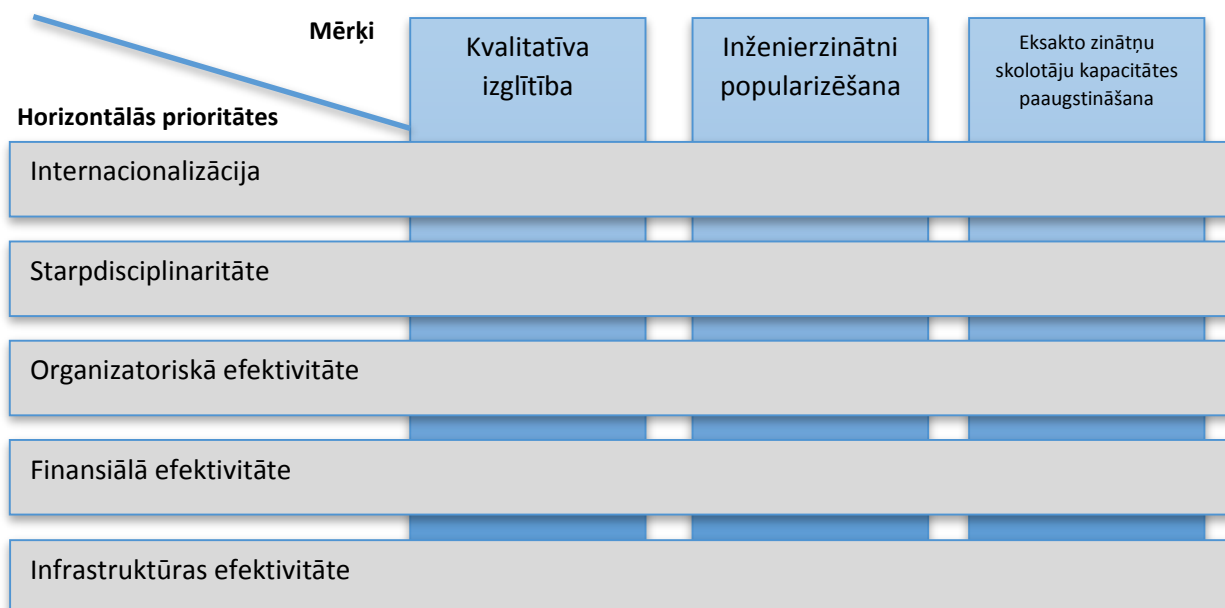 Mērķi
Kvalitatīva
izglītība
Inženierzinātni
popularizēšana
Eksakto zinātņu
skolotāju kapacitātes
paaugstināšana
Horizontālās prioritātes
Internacionalizācija
Starpdisciplinaritāte
Organizatoriskā efektivitāte
Finansiālā efektivitāte
Infrastruktūras efektivitāte